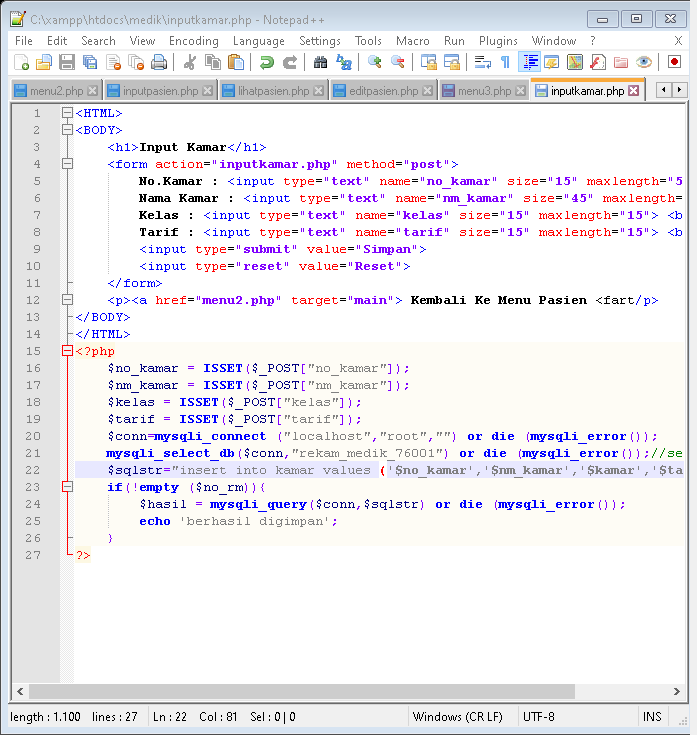 C:\xampp\htdocs\medik\inputkamar.php - Notepad++
File Edit Search View Encoding Language Settings Tools Macro Run Plugins Window ? X
menu2.php inputpasien.php lihatpasien.php editpasien.php menu3.php inputkamar.php
1 <HTML>
2 <BODY>
3 <h1>Input Kamar</h1>
4 <form action="inputkamar.php" method="post">
5 No.Kamar : <input type="text" name="no_kamar" size="15" maxlength="5
6 Nama Kamar : <input type="text" name="nm_kamar" size="45" maxlength=
7 Kelas : <input type="text" name="kelas" size="15" maxlength="15"> <b
8 Tarif : <input type="text" name="tarif" size="15" maxlength="15"> <b
9 <input type="submit" value="Simpan">
10 <input type="reset" value="Reset">
11 </form>
12 <p><a href="menu2.php" target="main"> Kembali Ke Menu Pasien <fart/p>
13 </BODY>
14 </HTML>
15 <?php
16 $no_kamar = ISSET($_POST["no_kamar"]);
17 $nm_kamar = ISSET($_POST["nm_kamar"]);
18 $kelas = ISSET($_POST["kelas"]);
19 $tarif = ISSET($_POST["tarif"]);
20 $conn=mysqli_connect ("localhost","root","") or die (mysqli_error());
21 mysqli_select_db($conn,"rekam_medik_76001") or die (mysqli_error());//se
22 $sqlstr="insert into kamar values ('$no_kamar','$nm_kamar','$kamar','$ta
23 if(!empty ($no_rm)){
24 $hasil = mysqli_query($conn,$sqlstr) or die (mysqli_error());
25 echo 'berhasil digimpan';
26 }
27 ?>
length : 1.100 lines : 27 Ln : 22 Col : 81 Sel : 0 | 0 Windows (CR LF) UTF-8 INS